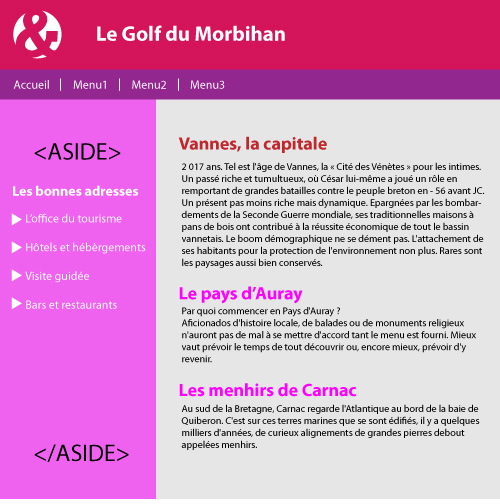 &
Le Golf du Morbihan
Accueil | Menu1 | Menu2 | Menu3
<ASIDE>
Les bonnes adresses
L'office du tourisme
Hôtels et hébèrgements
Visite guidée
Bars et restaurants
</ASIDE>
Vannes, la capitale
2 017 ans. Tel est l'âge de Vannes, la « Cité des Vénètes » pour les intimes.
Un passé riche et tumultueux, où César lui-même a joué un rôle en
remportant de grandes batailles contre le peuple breton en - 56 avant JC.
Un présent pas moins riche mais dynamique. Epargnées par les bombar-
dements de la Seconde Guerre mondiale, ses traditionnelles maisons à
pans de bois ont contribué à la réussite économique de tout le bassin
vannetais. Le boom démographique ne se dément pas. L'attachement de
ses habitants pour la protection de l'environnement non plus. Rares sont
les paysages aussi bien conservés.
Le pays d'Auray
Par quoi commencer en Pays d'Auray ?
Aficionados d'histoire locale, de balades ou de monuments religieux
n'auront pas de mal à se mettre d'accord tant le menu est fourni. Mieux
vaut prévoir le temps de tout découvrir ou, encore mieux, prévoir d'y
revenir.
Les menhirs de Carnac
Au sud de la Bretagne, Carnac regarde l'Atlantique au bord de la baie de
Quiberon. C'est sur ces terres marines que se sont édifiés, il y a quelques
milliers d'années, de curieux alignements de grandes pierres debout
appelées menhirs.